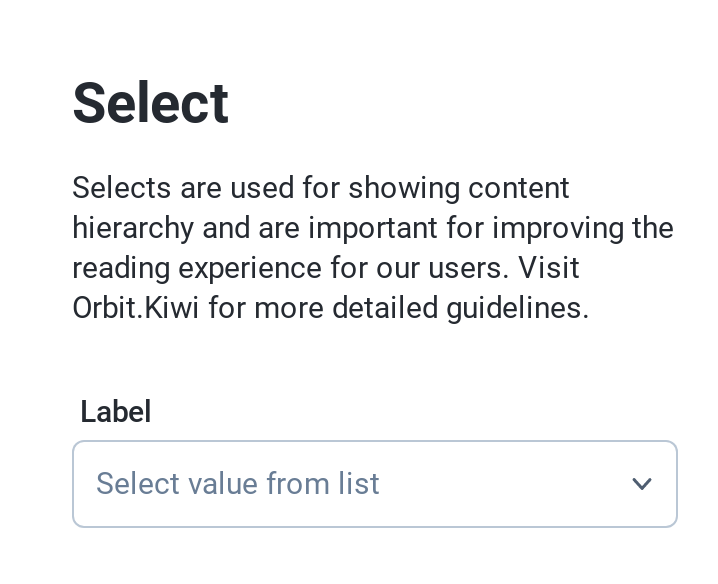 Select
Selects are used for showing content
hierarchy and are important for improving the
reading experience for our users. Visit
Orbit.Kiwi for more detailed guidelines.
Label
Select value from list